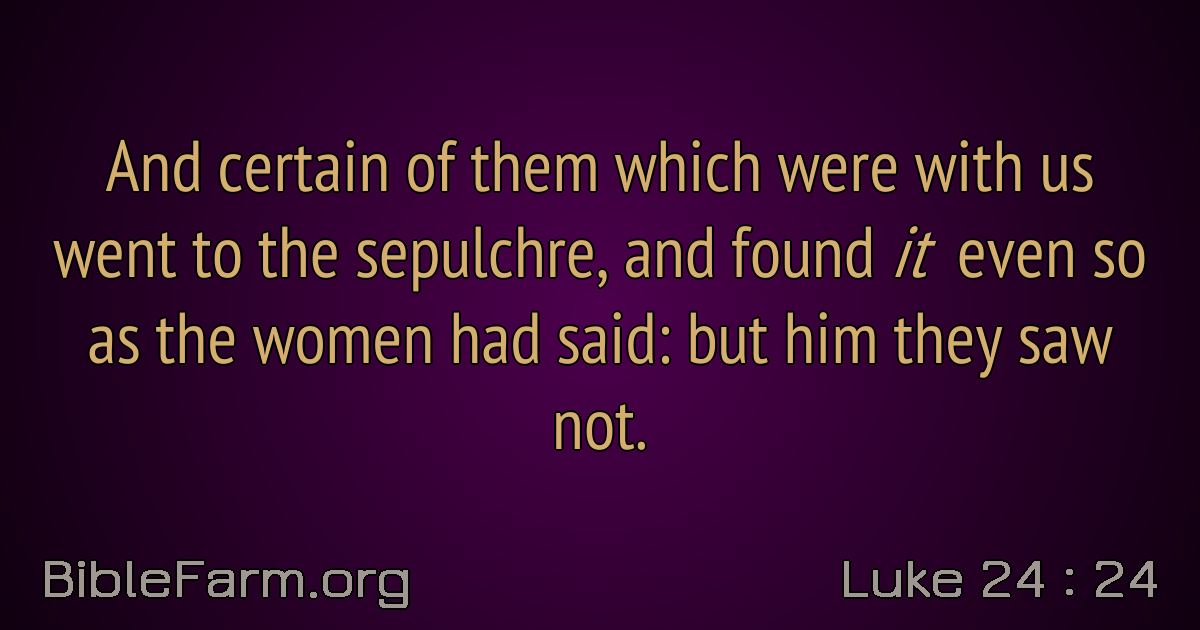 And certain of them which were with us
went to the sepulchre, and found it even so
as the women had said: but him they saw
not.
BibleFarm.org
Luke 24 : 24